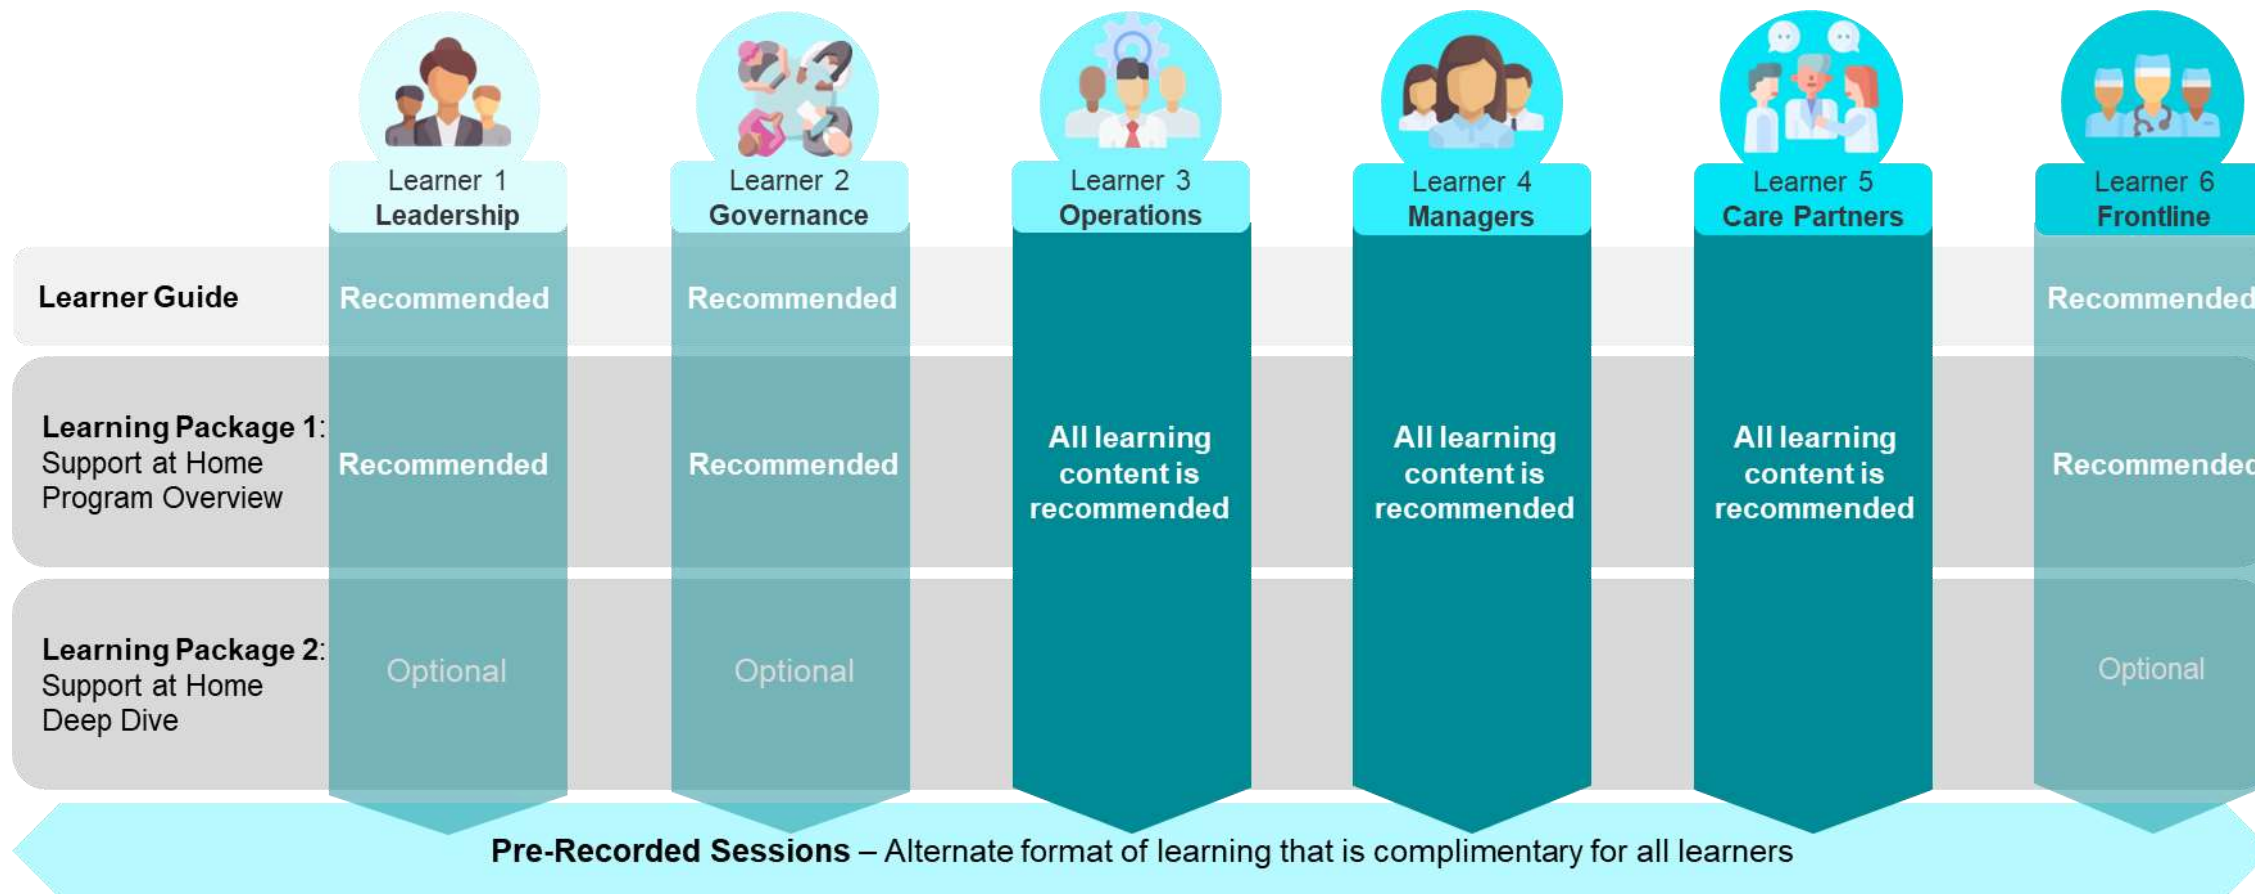 Learner 1
Leadership
Learner 2
Governance
Learner 3
Operations
Learner 4
Managers
Learner 5
Care Partners
Learner 6
Frontline
Learner Guide
Recommended
Recommended
Recommended
Learning Package 1:
Support at Home
Program Overview
Recommended
Recommended
All learning
content is
recommended
All learning
content is
recommended
All learning
content is
recommended
Recommended
Learning Package 2:
Support at Home
Deep Dive
Optional
Optional
Optional
Pre-Recorded Sessions – Alternate format of learning that is complimentary for all learners